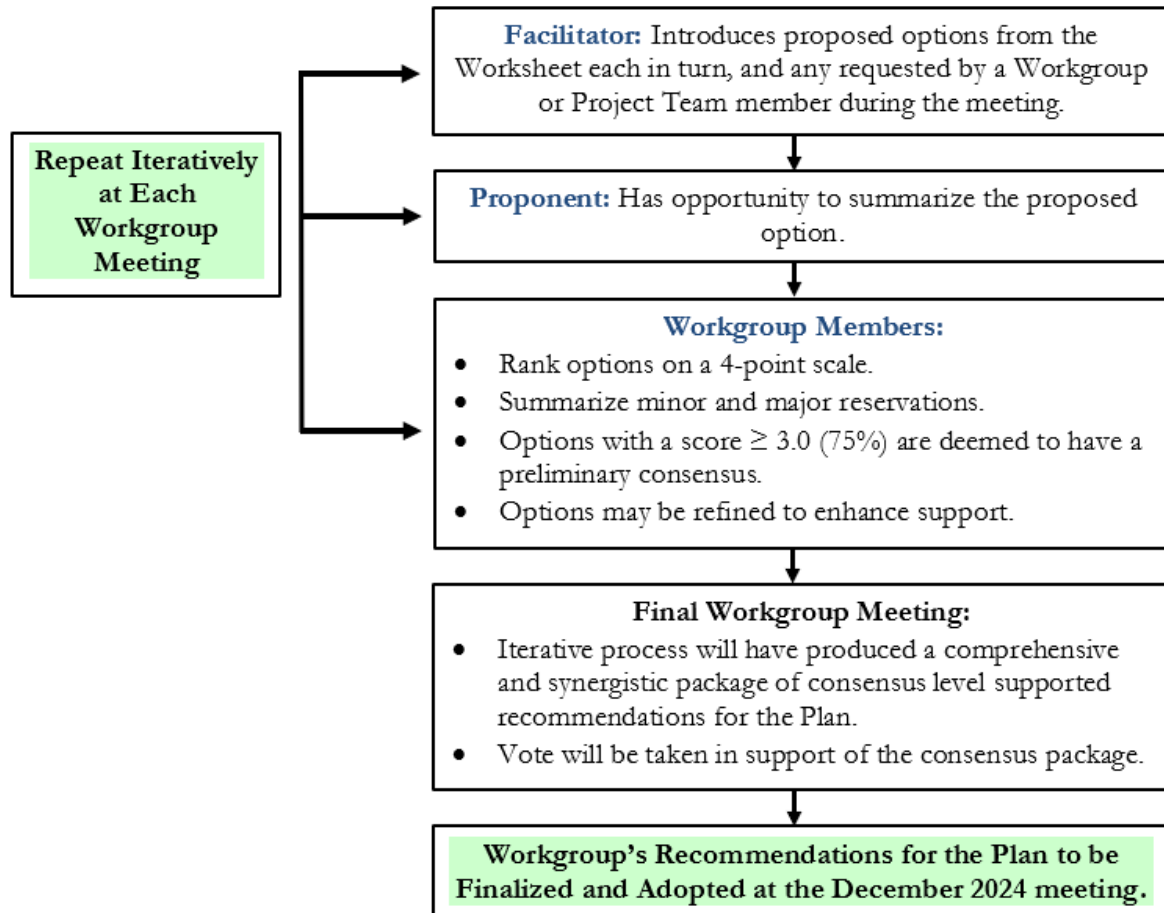 Repeat Iteratively
at Each
Workgroup
Meeting
Facilitator: Introduces proposed options from the
Worksheet each in turn, and any requested by a Workgroup
or Project Team member during the meeting.
Proponent: Has opportunity to summarize the proposed
option.
Workgroup Members:
• Rank options on a 4-point scale.
• Summarize minor and major reservations.
• Options with a score ≥ 3.0 (75%) are deemed to have a
preliminary consensus.
• Options may be refined to enhance support.
Final Workgroup Meeting:
• Iterative process will have produced a comprehensive
and synergistic package of consensus level supported
recommendations for the Plan.
• Vote will be taken in support of the consensus package.
Workgroup’s Recommendations for the Plan to be
Finalized and Adopted at the December 2024 meeting.